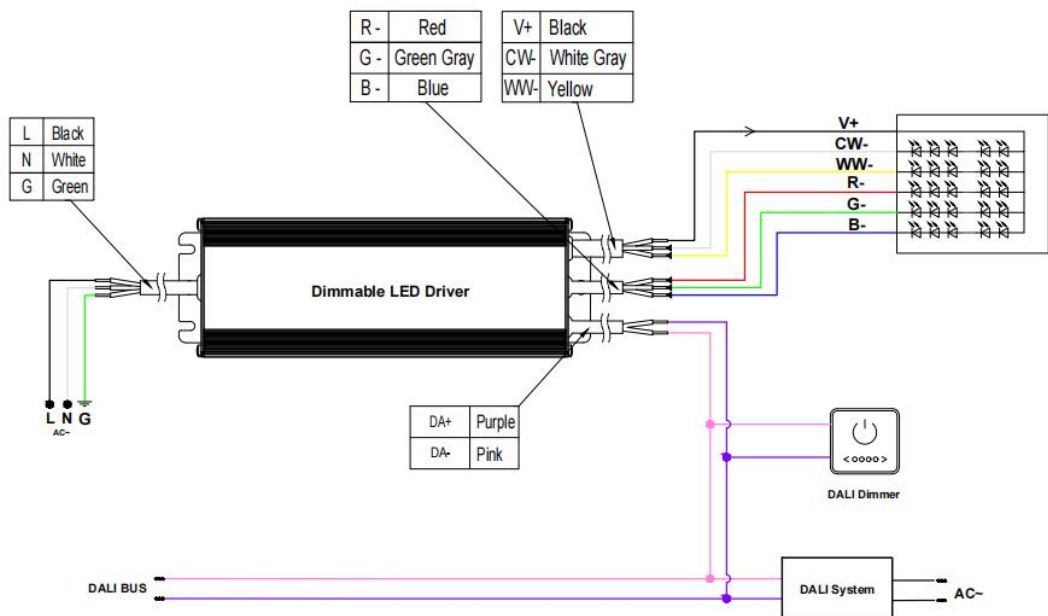 R - Red
G - Green Gray
B - Blue
V+ Black
CW- White Gray
WW- Yellow
L Black
N White
G Green
V+
CW-
WW-
R-
G-
B-
Dimmable LED Driver
L N G
AC~
DA+ Purple
DA- Pink
<oooo>
DALI Dimmer
DALI BUS
DALI System
AC~